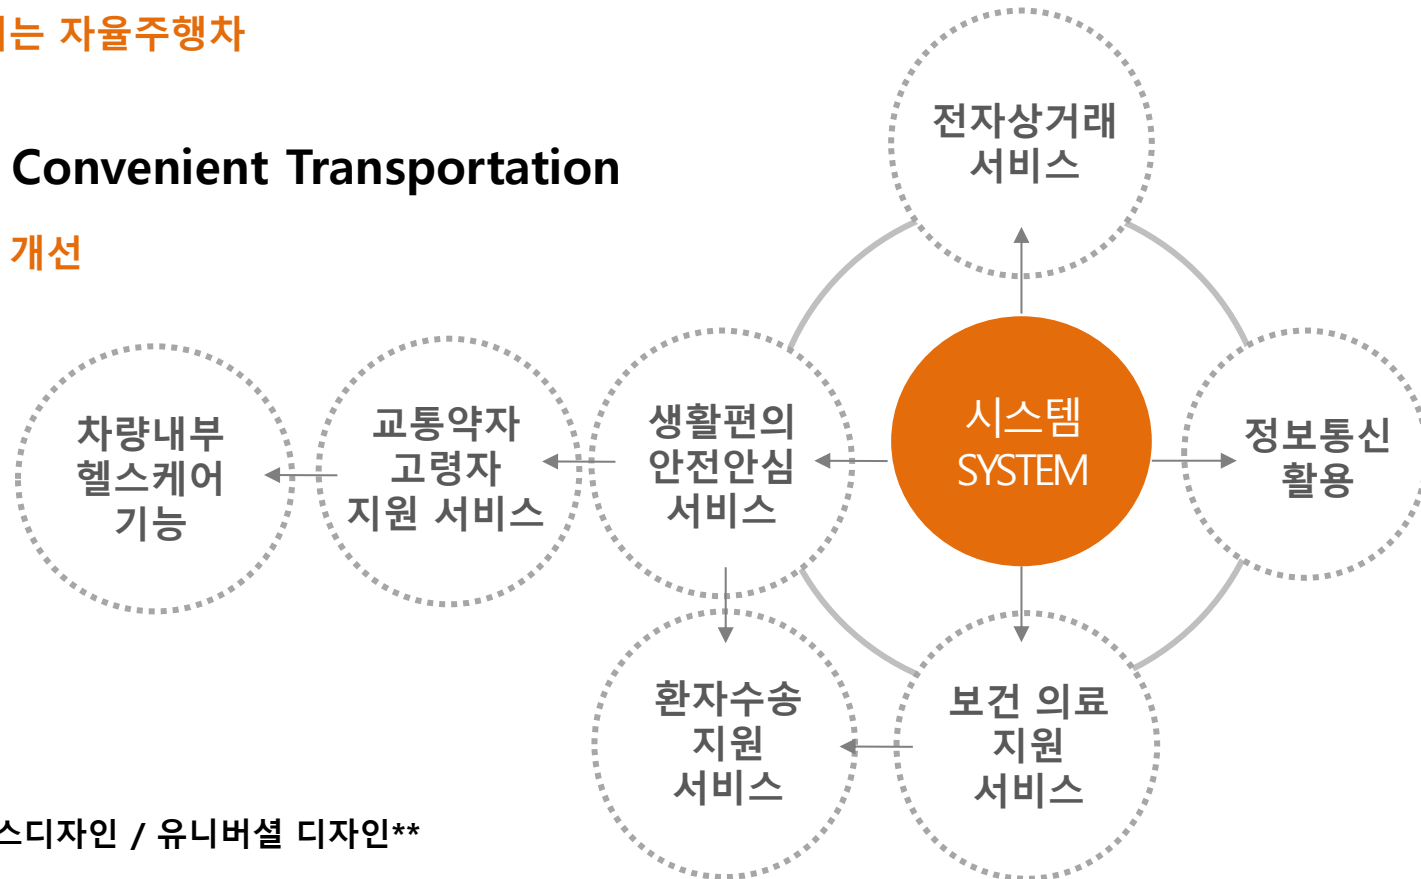 는 자율주행차
Convenient Transportation
개선
전자상거래
서비스
시스템
SYSTEM
정보통신
활용
생활편의
안전안심
서비스
교통약자
고령자
지원 서비스
차량내부
헬스케어
기능
환자수송
지원
서비스
보건 의료
지원
서비스
스디자인 / 유니버셜 디자인**